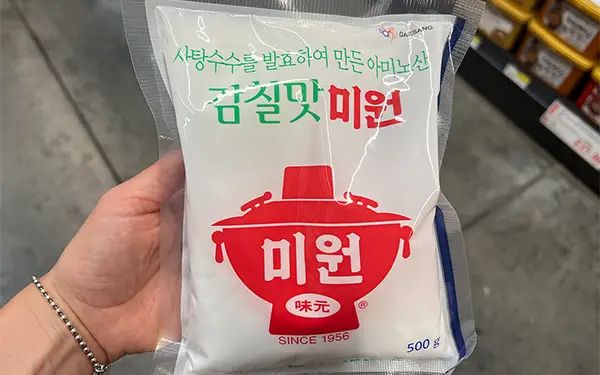 DAESANG
사탕수수를 발효하여 만든 아미노산
감칠맛 미원
미원
味元 ®
SINCE 1956
500 g